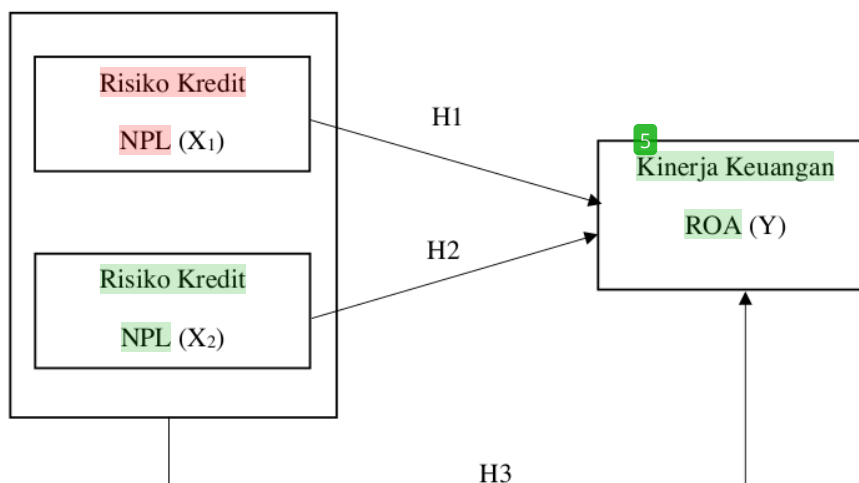 Risiko Kredit
NPL (X₁)
H1
5
Kinerja Keuangan
ROA (Y)
H2
Risiko Kredit
NPL (X₂)
H3